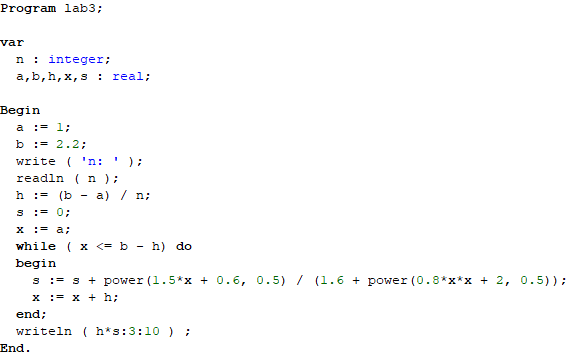 Program lab3;
var
n : integer;
a,b,h,x,s : real;
Begin
a := 1;
b := 2.2;
write ( 'n: ' );
readln ( n );
h := (b - a) / n;
s := 0;
x := a;
while ( x <= b - h) do
begin
s := s + power(1.5*x + 0.6, 0.5) / (1.6 + power(0.8*x*x + 2, 0.5));
x := x + h;
end;
writeln ( h*s:3:10 ) ;
End.